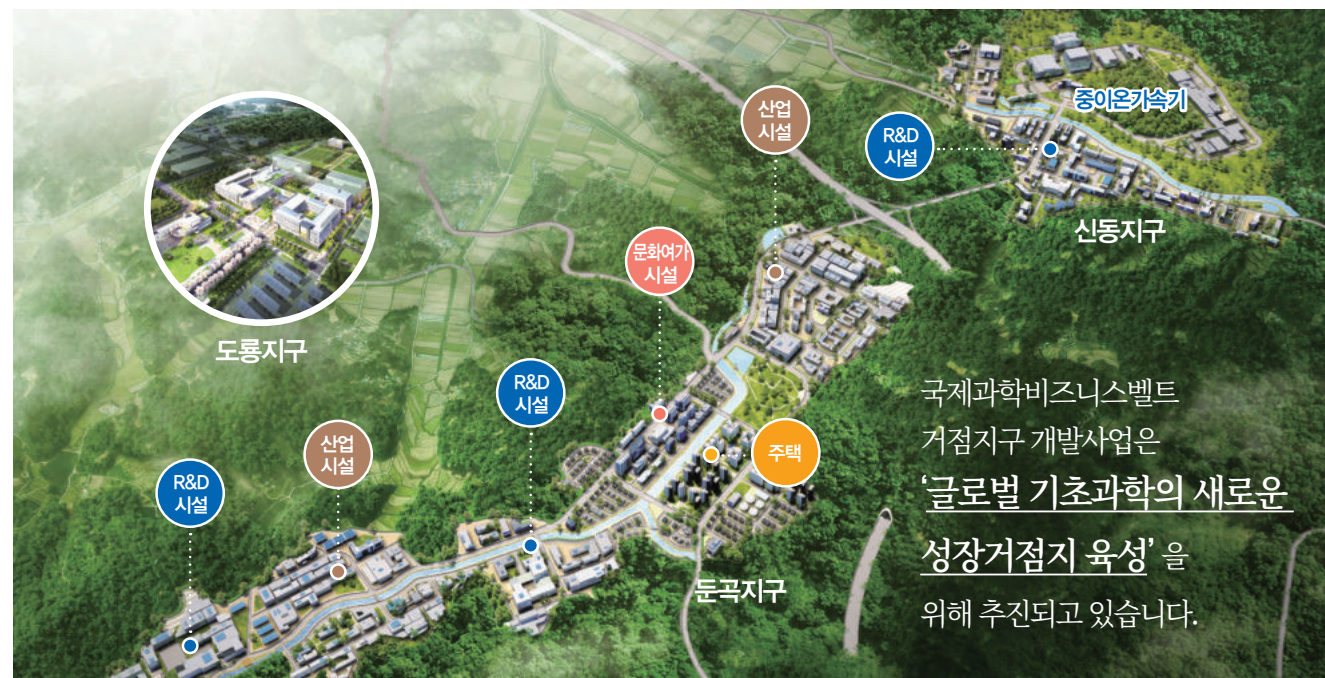 중이온가속기
산업
시설
R&D
시설
신동지구
문화여가
시설
도룡지구
R&D
시설
산업
시설
주택
R&D
시설
둔곡지구
국제과학비즈니스벨트
거점지구 개발사업은
‘글로벌 기초과학의 새로운
성장거점지 육성’ 을
위해 추진되고 있습니다.